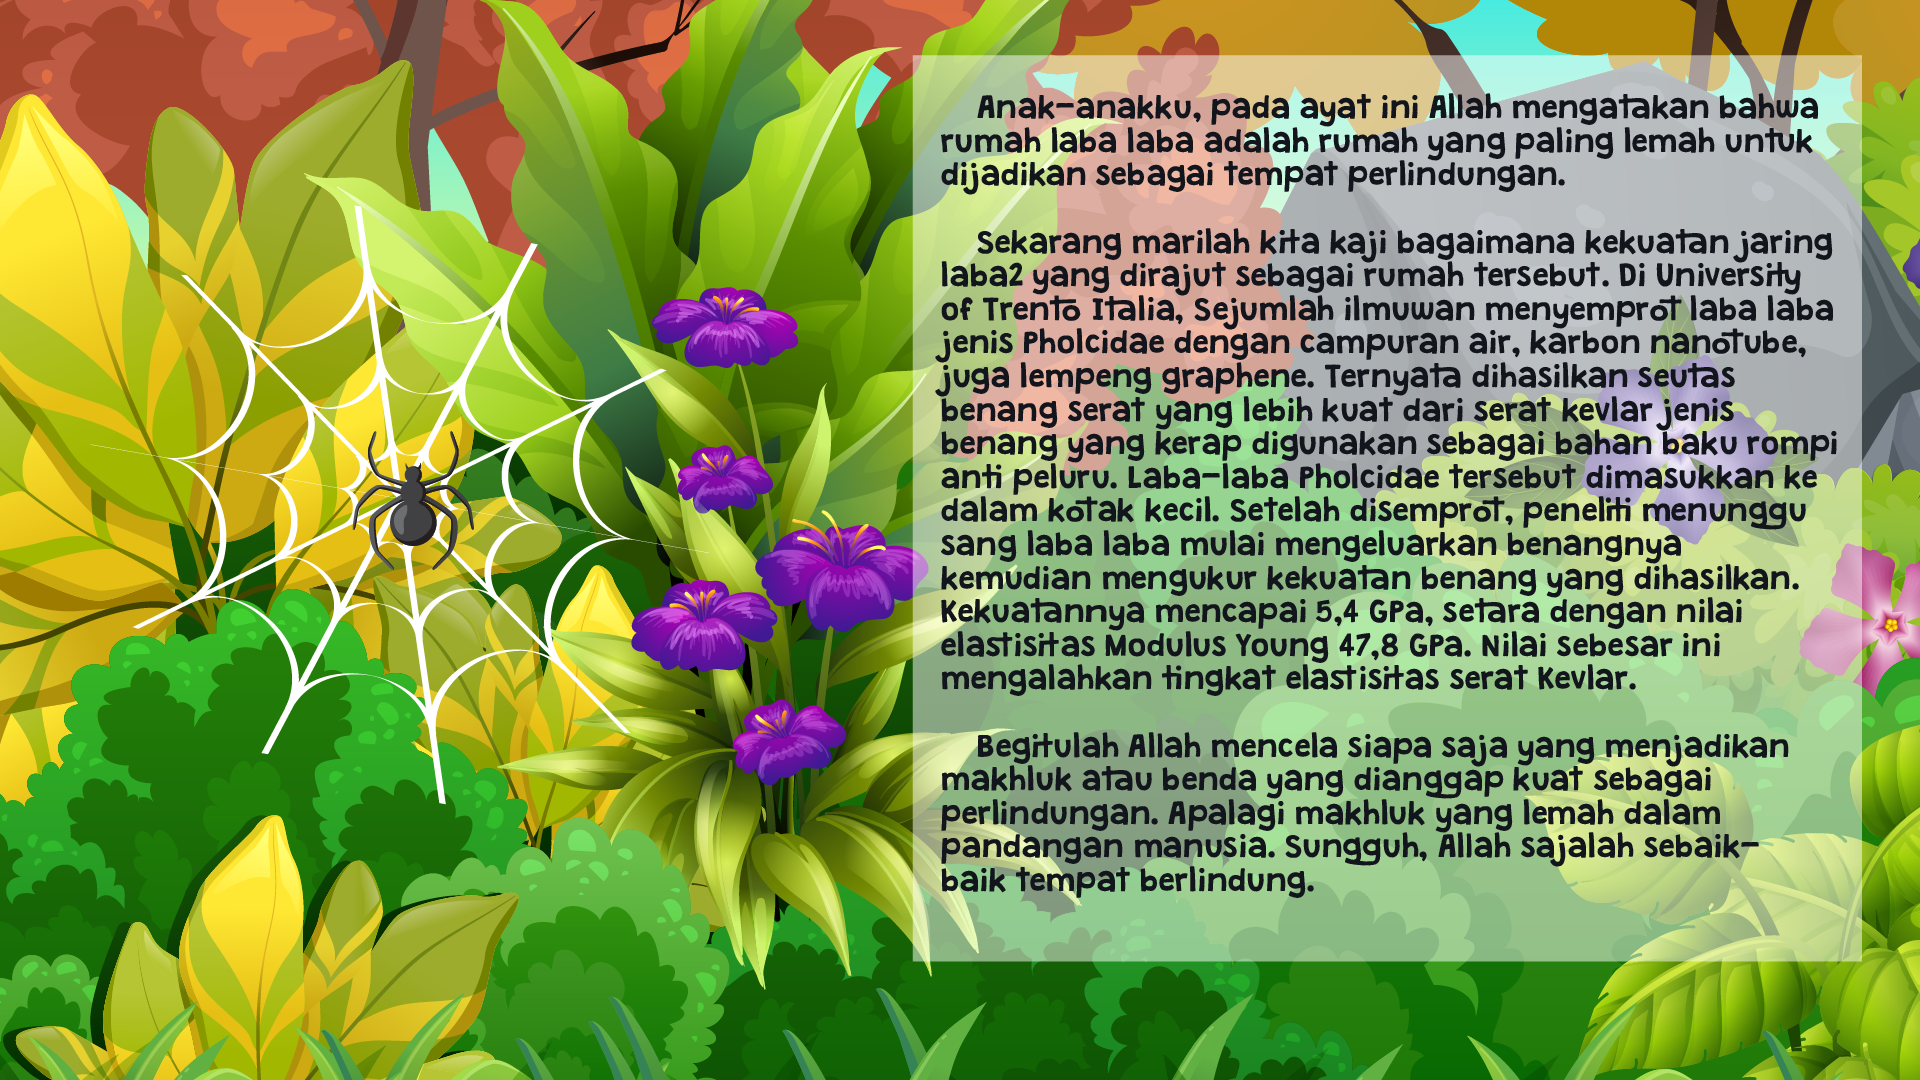 Anak-anakku, pada ayat ini Allah mengatakan bahwa
rumah laba laba adalah rumah yang paling lemah untuk
dijadikan sebagai tempat perlindungan.
Sekarang marilah kita kaji bagaimana kekuatan jaring
laba2 yang dirajut sebagai rumah tersebut. Di University
of Trento Italia, Sejumlah ilmuwan menyemprot laba laba
jenis Pholcidae dengan campuran air, karbon nanotube,
juga lempeng graphene. Ternyata dihasilkan seutas
benang serat yang lebih kuat dari serat kevlar jenis
benang yang kerap digunakan sebagai bahan baku rompi
anti peluru. Laba-laba Pholcidae tersebut dimasukkan ke
dalam kotak kecil. Setelah disemprot, peneliti menunggu
sang laba laba mulai mengeluarkan benangnya
kemudian mengukur kekuatan benang yang dihasilkan.
Kekuatannya mencapai 5,4 GPa, setara dengan nilai
elastisitas Modulus Young 47,8 GPa. Nilai sebesar ini
mengalahkan tingkat elastisitas serat Kevlar.
Begitulah Allah mencela siapa saja yang menjadikan
makhluk atau benda yang dianggap kuat sebagai
perlindungan. Apalagi makhluk yang lemah dalam
pandangan manusia. Sungguh, Allah sajalah sebaik-
baik tempat berlindung.